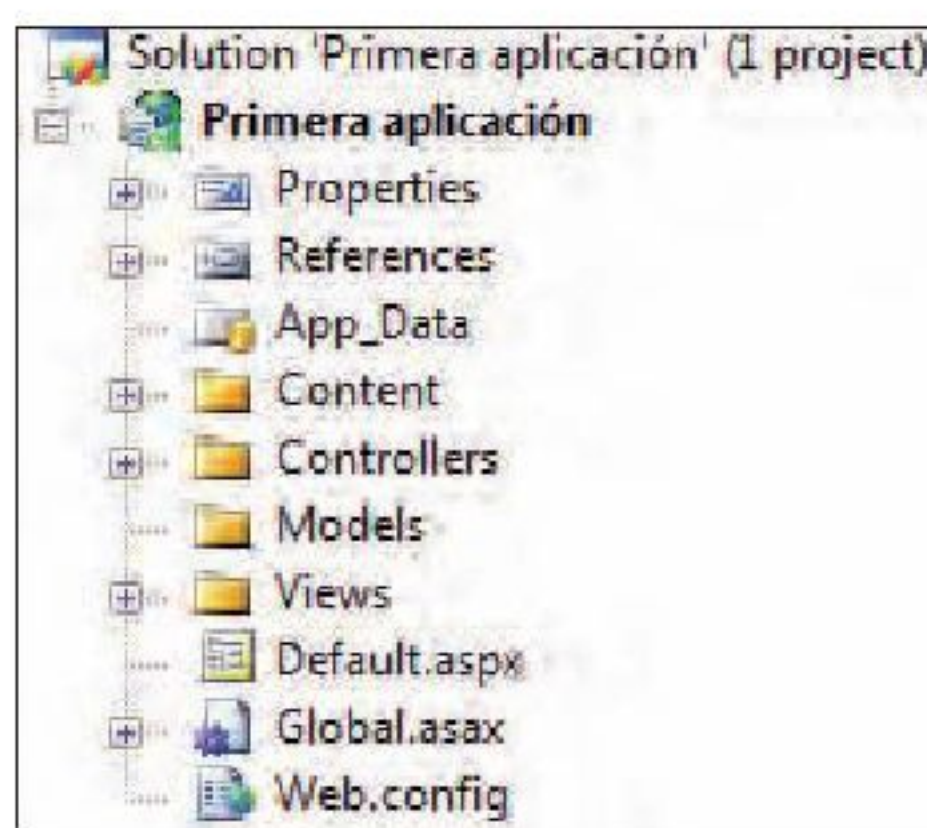 Solution 'Primera aplicación' (1 project)
Primera aplicación
Properties
References
App_Data
Content
Controllers
Models
Views
Default.aspx
Global.asax
Web.config